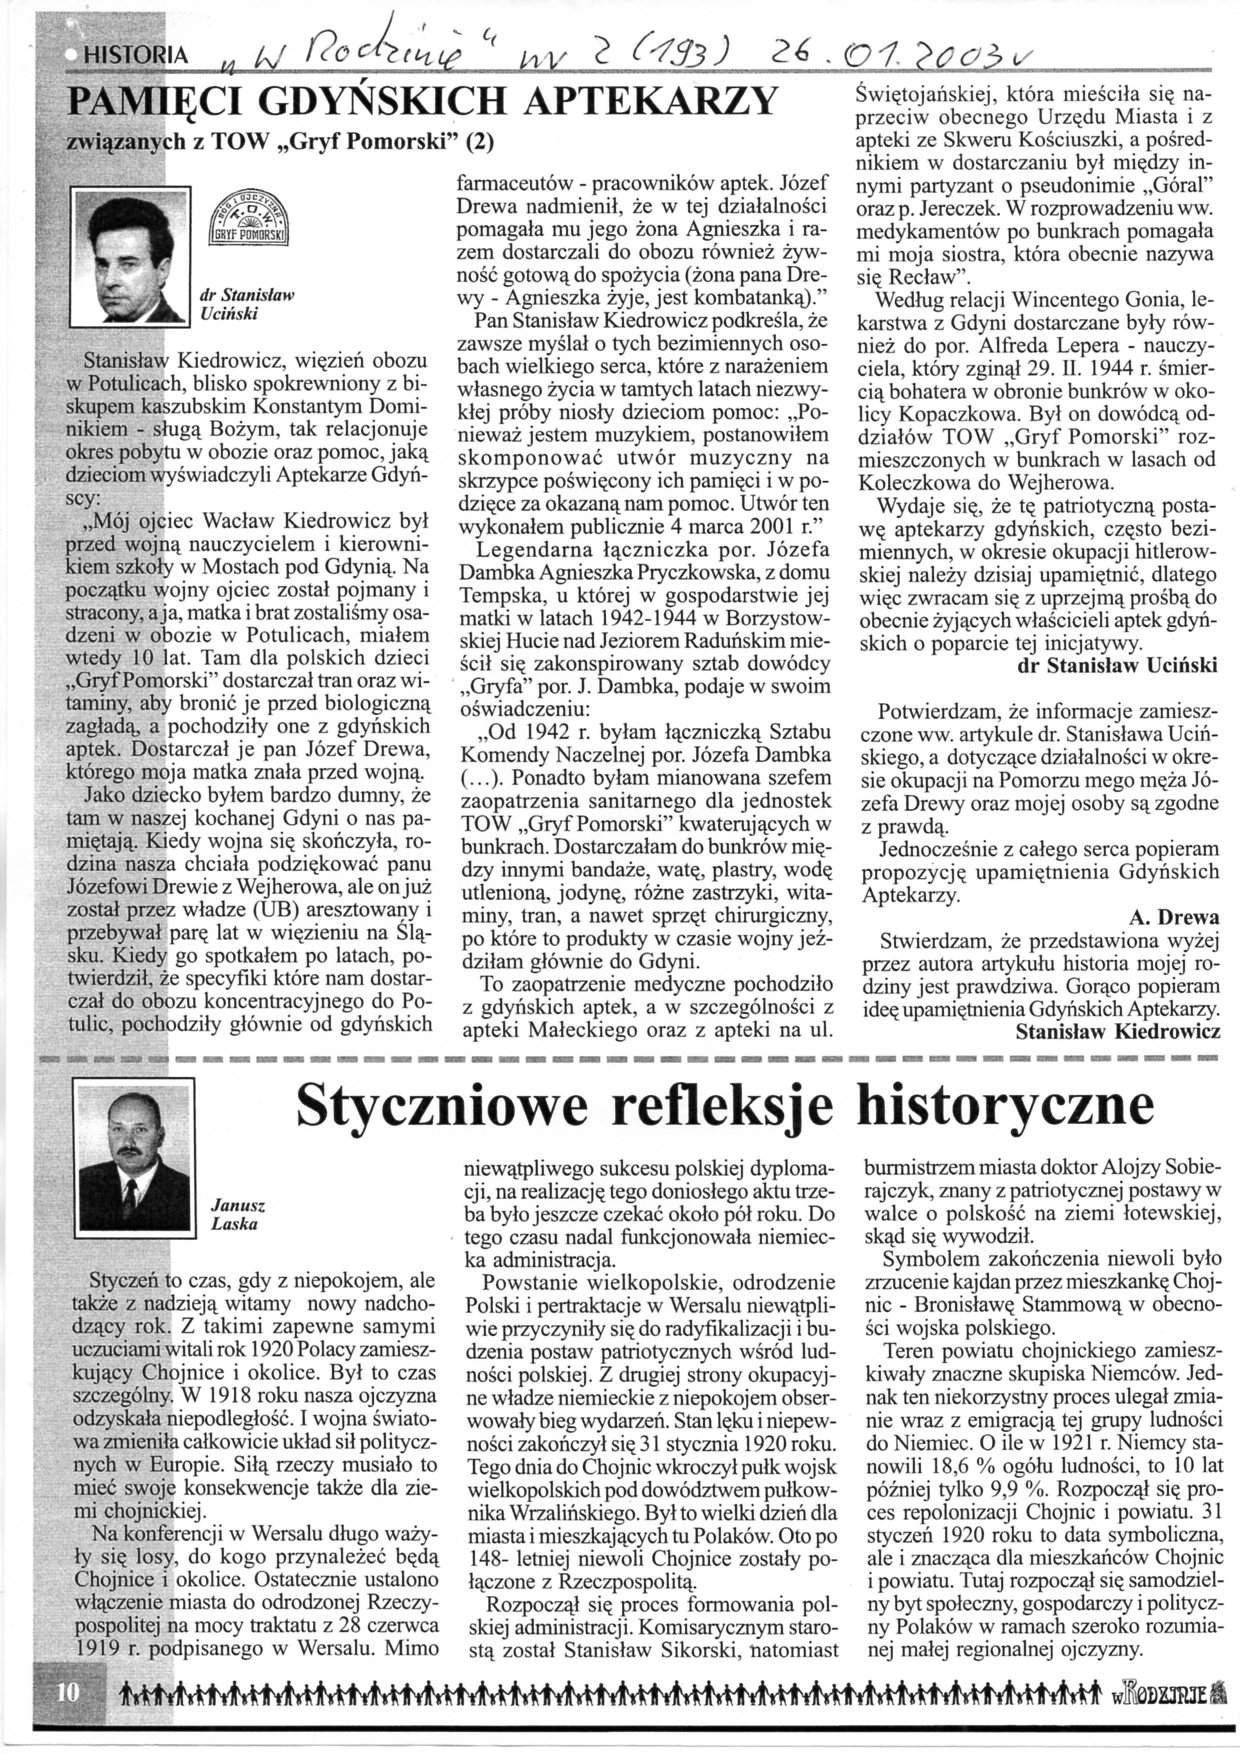 HISTORIA
„W Rodzinie" nr 2 (193) 26.01.2003 r
PAMIĘCI GDYŃSKICH APTEKARZY
związanych z TOW „Gryf Pomorski” (2)
BÓG I OJCZYZNA
T.O.W.
GRYF POMORSKI
dr Stanisław
Uciński
Stanisław Kiedrowicz, więzień obozu
w Potulicach, blisko spokrewniony z bi-
skupem kaszubskim Konstantym Domi-
nikiem - sługą Bożym, tak relacjonuje
okres pobytu w obozie oraz pomoc, jaką
dzieciom wyświadczyli Aptekarze Gdyń-
scy:
„Mój ojciec Wacław Kiedrowicz był
przed wojną nauczycielem i kierowni-
kiem szkoły w Mostach pod Gdynią. Na
początku wojny ojciec został pojmany i
stracony, a ja, matka i brat zostaliśmy osa-
dzeni w obozie w Potulicach, miałem
wtedy 10 lat. Tam dla polskich dzieci
„Gryf Pomorski” dostarczał tran oraz wi-
taminy, aby bronić je przed biologiczną
zagładą, a pochodziły one z gdyńskich
aptek. Dostarczał je pan Józef Drewa,
którego moja matka znała przed wojną.
Jako dziecko byłem bardzo dumny, że
tam w naszej kochanej Gdyni o nas pa-
miętają. Kiedy wojna się skończyła, ro-
dzina nasza chciała podziękować panu
Józefowi Drewie z Wejherowa, ale on już
został przez władze (UB) aresztowany i
przebywał parę lat w więzieniu na Ślą-
sku. Kiedy go spotkałem po latach, po-
twierdził, że specyfiki które nam dostar-
czał do obozu koncentracyjnego do Po-
tulic, pochodziły głównie od gdyńskich
farmaceutów - pracowników aptek. Józef
Drewa nadmienił, że w tej działalności
pomagała mu jego żona Agnieszka i ra-
zem dostarczali do obozu również żyw-
ność gotową do spożycia (żona pana Dre-
wy - Agnieszka żyje, jest kombatanką).”
Pan Stanisław Kiedrowicz podkreśla, że
zawsze myślał o tych bezimiennych oso-
bach wielkiego serca, które z narażeniem
własnego życia w tamtych latach niezwy-
kłej próby niosły dzieciom pomoc: „Po-
nieważ jestem muzykiem, postanowiłem
skomponować utwór muzyczny na
skrzypce poświęcony ich pamięci i w po-
dzięce za okazaną nam pomoc. Utwór ten
wykonałem publicznie 4 marca 2001 r.”
Legendarna łączniczka por. Józefa
Dambka Agnieszka Pryczkowska, z domu
Tempska, u której w gospodarstwie jej
matki w latach 1942-1944 w Borzystow-
skiej Hucie nad Jeziorem Raduńskim mie-
ścił się zakonspirowany sztab dowódcy
„Gryfa” por. J. Dambka, podaje w swoim
oświadczeniu:
„Od 1942 r. byłam łączniczką Sztabu
Komendy Naczelnej por. Józefa Dambka
(…). Ponadto byłam mianowana szefem
zaopatrzenia sanitarnego dla jednostek
TOW „Gryf Pomorski” kwaterujących w
bunkrach. Dostarczałam do bunkrów mię-
dzy innymi bandaże, watę, plastry, wodę
utlenioną, jodynę, różne zastrzyki, wita-
miny, tran, a nawet sprzęt chirurgiczny,
po które to produkty w czasie wojny jeź-
dziłam głównie do Gdyni.
To zaopatrzenie medyczne pochodziło
z gdyńskich aptek, a w szczególności z
apteki Małeckiego oraz z apteki na ul.
Świętojańskiej, która mieściła się na-
przeciw obecnego Urzędu Miasta i z
apteki ze Skweru Kościuszki, a pośred-
nikiem w dostarczaniu był między in-
nymi partyzant o pseudonimie „Góral”
oraz p. Jereczek. W rozprowadzeniu ww.
medykamentów po bunkrach pomagała
mi moja siostra, która obecnie nazywa
się Recław”.
Według relacji Wincentego Gonia, le-
karstwa z Gdyni dostarczane były rów-
nież do por. Alfreda Lepera - nauczy-
ciela, który zginął 29. II. 1944 r. śmier-
cią bohatera w obronie bunkrów w oko-
licy Kopaczkowa. Był on dowódcą od-
działów TOW „Gryf Pomorski” roz-
mieszczonych w bunkrach w lasach od
Koleczkowa do Wejherowa.
Wydaje się, że tę patriotyczną posta-
wę aptekarzy gdyńskich, często bezi-
miennych, w okresie okupacji hitlerow-
skiej należy dzisiaj upamiętnić, dlatego
więc zwracam się z uprzejmą prośbą do
obecnie żyjących właścicieli aptek gdyń-
skich o poparcie tej inicjatywy.
dr Stanisław Uciński
Potwierdzam, że informacje zamiesz-
czone ww. artykule dr. Stanisława Uciń-
skiego, a dotyczące działalności w okre-
sie okupacji na Pomorzu mego męża Jó-
zefa Drewy oraz mojej osoby są zgodne
z prawdą.
Jednocześnie z całego serca popieram
propozycję upamiętnienia Gdyńskich
Aptekarzy.
A. Drewa
Stwierdzam, że przedstawiona wyżej
przez autora artykułu historia mojej ro-
dziny jest prawdziwa. Gorąco popieram
ideę upamiętnienia Gdyńskich Aptekarzy.
Stanisław Kiedrowicz
Styczniowe refleksje historyczne
Janusz
Laska
Styczeń to czas, gdy z niepokojem, ale
także z nadzieją witamy nowy nadcho-
dzący rok. Z takimi zapewne samymi
uczuciami witali rok 1920 Polacy zamiesz-
kujący Chojnice i okolice. Był to czas
szczególny. W 1918 roku nasza ojczyzna
odzyskała niepodległość. I wojna świato-
wa zmieniła całkowicie układ sił politycz-
nych w Europie. Siłą rzeczy musiało to
mieć swoje konsekwencje także dla zie-
mi chojnickiej.
Na konferencji w Wersalu długo waży-
ły się losy, do kogo przynależeć będą
Chojnice i okolice. Ostatecznie ustalono
włączenie miasta do odrodzonej Rzeczy-
pospolitej na mocy traktatu z 28 czerwca
1919 r. podpisanego w Wersalu. Mimo
niewątpliwego sukcesu polskiej dyploma-
cji, na realizację tego doniosłego aktu trze-
ba było jeszcze czekać około pół roku. Do
tego czasu nadal funkcjonowała niemiec-
ka administracja.
Powstanie wielkopolskie, odrodzenie
Polski i pertraktacje w Wersalu niewątpli-
wie przyczyniły się do radyfikalizacji i bu-
dzenia postaw patriotycznych wśród lud-
ności polskiej. Z drugiej strony okupacyj-
ne władze niemieckie z niepokojem obser-
wowały bieg wydarzeń. Stan lęku i niepew-
ności zakończył się 31 stycznia 1920 roku.
Tego dnia do Chojnic wkroczył pułk wojsk
wielkopolskich pod dowództwem pułkow-
nika Wrzalińskiego. Był to wielki dzień dla
miasta i mieszkających tu Polaków. Oto po
148- letniej niewoli Chojnice zostały po-
łączone z Rzeczpospolitą.
Rozpoczął się proces formowania pol-
skiej administracji. Komisarycznym staro-
stą został Stanisław Sikorski, natomiast
burmistrzem miasta doktor Alojzy Sobie-
rajczyk, znany z patriotycznej postawy w
walce o polskość na ziemi łotewskiej,
skąd się wywodził.
Symbolem zakończenia niewoli było
zrzucenie kajdan przez mieszkankę Choj-
nic - Bronisławę Stammową w obecno-
ści wojska polskiego.
Teren powiatu chojnickiego zamiesz-
kiwały znaczne skupiska Niemców. Jed-
nak ten niekorzystny proces ulegał zmia-
nie wraz z emigracją tej grupy ludności
do Niemiec. O ile w 1921 r. Niemcy sta-
nowili 18,6 % ogółu ludności, to 10 lat
później tylko 9,9 %. Rozpoczął się pro-
ces repolonizacji Chojnic i powiatu. 31
styczeń 1920 roku to data symboliczna,
ale i znacząca dla mieszkańców Chojnic
i powiatu. Tutaj rozpoczął się samodziel-
ny byt społeczny, gospodarczy i politycz-
ny Polaków w ramach szeroko rozumia-
nej małej regionalnej ojczyzny.
10
w RODZINIE